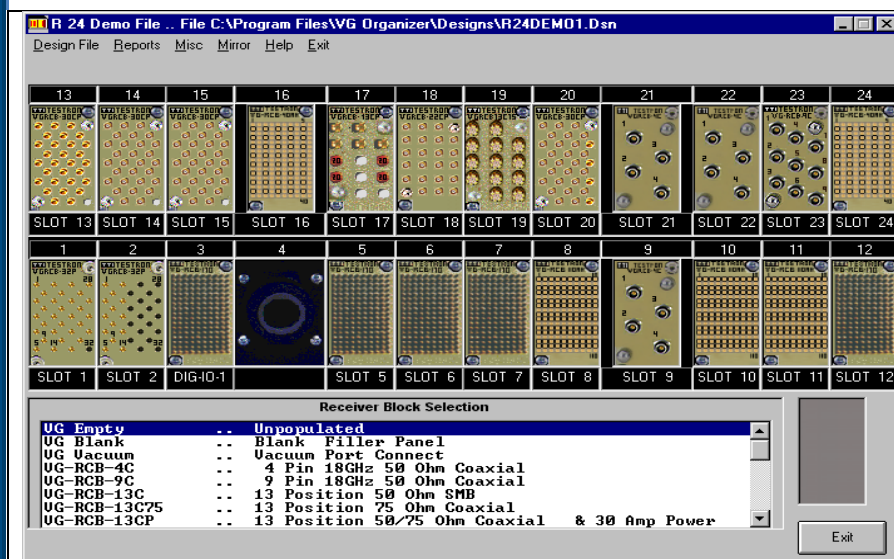 R 24 Demo File .. File C:\Program Files\VG Organizer\Designs\R24DEMO1.Dsn
Design File Reports Misc Mirror Help Exit
13 14 15 16 17 18 19 20 21 22 23 24
SLOT 13 SLOT 14 SLOT 15 SLOT 16 SLOT 17 SLOT 18 SLOT 19 SLOT 20 SLOT 21 SLOT 22 SLOT 23 SLOT 24
1 2 3 4 5 6 7 8 9 10 11 12
SLOT 1 SLOT 2 DIG-IO-1 SLOT 5 SLOT 6 SLOT 7 SLOT 8 SLOT 9 SLOT 10 SLOT 11 SLOT 12
Receiver Block Selection
VG Empty .. Unpopulated
VG Blank .. Blank Filler Panel
VG Vacuum .. Vacuum Port Connect
VG-RCB-4C .. 4 Pin 18GHz 50 Ohm Coaxial
VG-RCB-9C .. 9 Pin 18GHz 50 Ohm Coaxial
VG-RCB-13C .. 13 Position 50 Ohm SMB
VG-RCB-13C75 .. 13 Position 75 Ohm Coaxial
VG-RCB-13CP .. 13 Position 50/75 Ohm Coaxial & 30 Amp Power
Exit